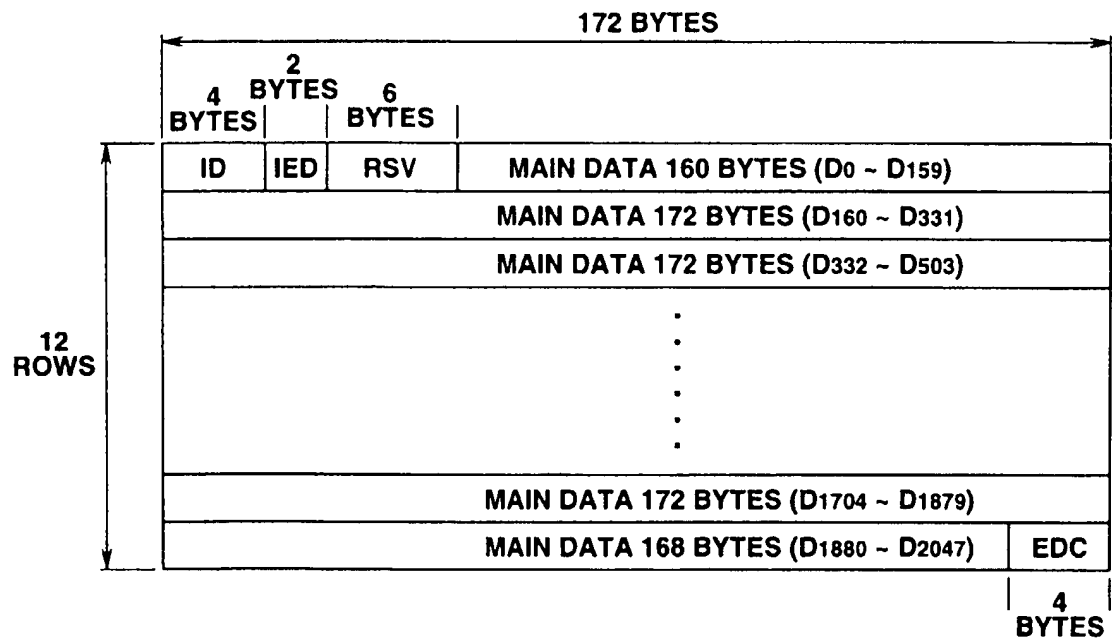 172 BYTES
4 BYTES
2 BYTES
6 BYTES
ID IED RSV MAIN DATA 160 BYTES (D0 ~ D159)
MAIN DATA 172 BYTES (D160 ~ D331)
MAIN DATA 172 BYTES (D332 ~ D503)
12
ROWS
MAIN DATA 172 BYTES (D1704 ~ D1879)
MAIN DATA 168 BYTES (D1880 ~ D2047) EDC
4
BYTES